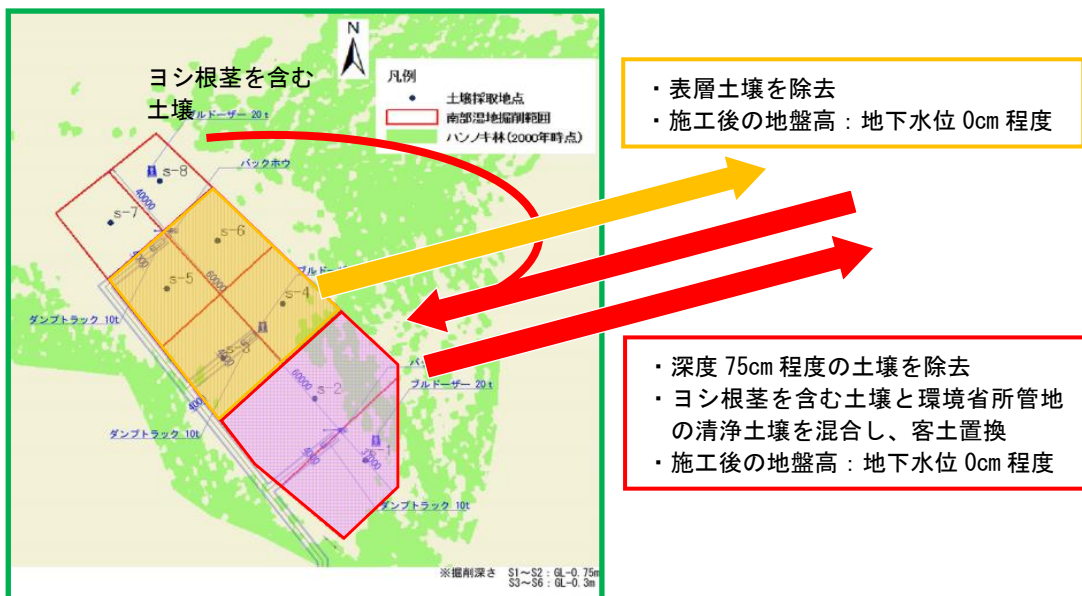 ヨシ根茎を含む
土壌
N
凡例
土壌採取地点
南部湿地掘削範囲
ハンノキ林(2000年時点)
ブルドーザー 20t
バックホウ
s-8
40000
s-7
s-6
s-5
60000
s-4
ダンプトラック 10t
ダンプトラック 10t
60000
s-2
ブルドーザー 20t
ダンプトラック 10t
※掘削深さ S1～S2：GL-0.75m
S3～S6：GL-0.3m
・表層土壌を除去
・施工後の地盤高：地下水位 0cm 程度
・深度 75cm 程度の土壌を除去
・ヨシ根茎を含む土壌と環境省所管地
の清浄土壌を混合し、客土置換
・施工後の地盤高：地下水位 0cm 程度